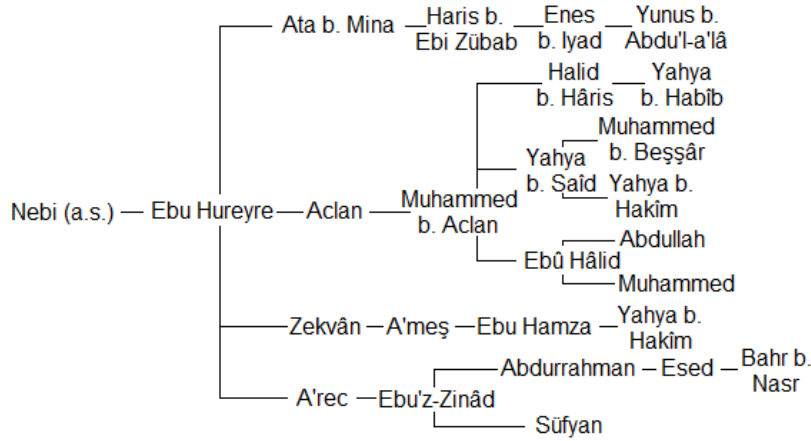 Ata b. Mina
Haris b.
Ebi Zübab
Enes
b. Iyad
Yunus b.
Abdu'l-a'lâ
Halid
b. Hâris
Yahya
b. Habîb
Muhammed
b. Beşşâr
Yahya
b. Saîd
Yahya b.
Hakîm
Nebi (a.s.)
Ebu Hureyre
Aclan
Muhammed
b. Aclan
Abdullah
Ebû Hâlid
Muhammed
Zekvân
A'meş
Ebu Hamza
Yahya b.
Hakîm
A'rec
Ebu'z-Zinâd
Abdurrahman
Esed
Bahr b.
Nasr
Süfyan